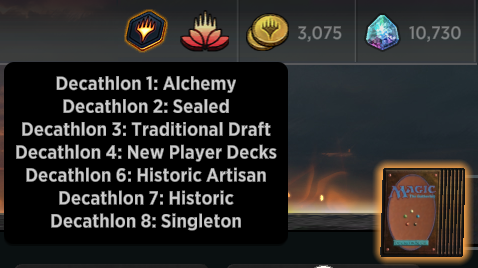 3,075
10,730
Decathlon 1: Alchemy
Decathlon 2: Sealed
Decathlon 3: Traditional Draft
Decathlon 4: New Player Decks
Decathlon 6: Historic Artisan
Decathlon 7: Historic
Decathlon 8: Singleton
MAGIC